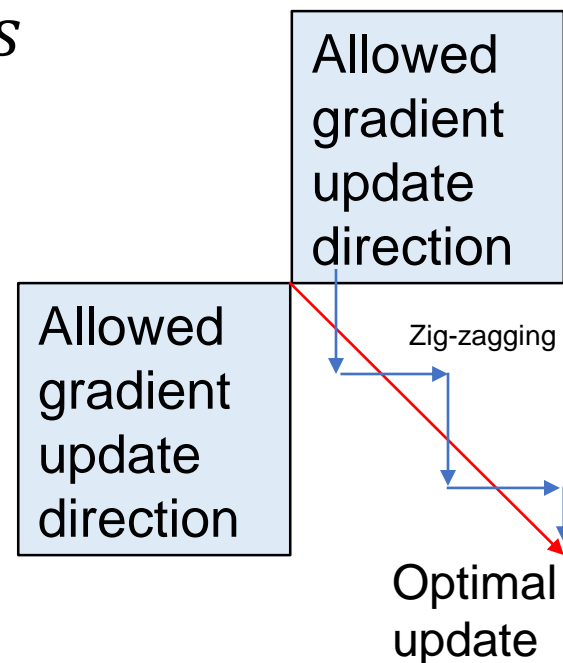 s
Allowed
gradient
update
direction
Allowed
gradient
update
direction
Zig-zagging
Optimal
update